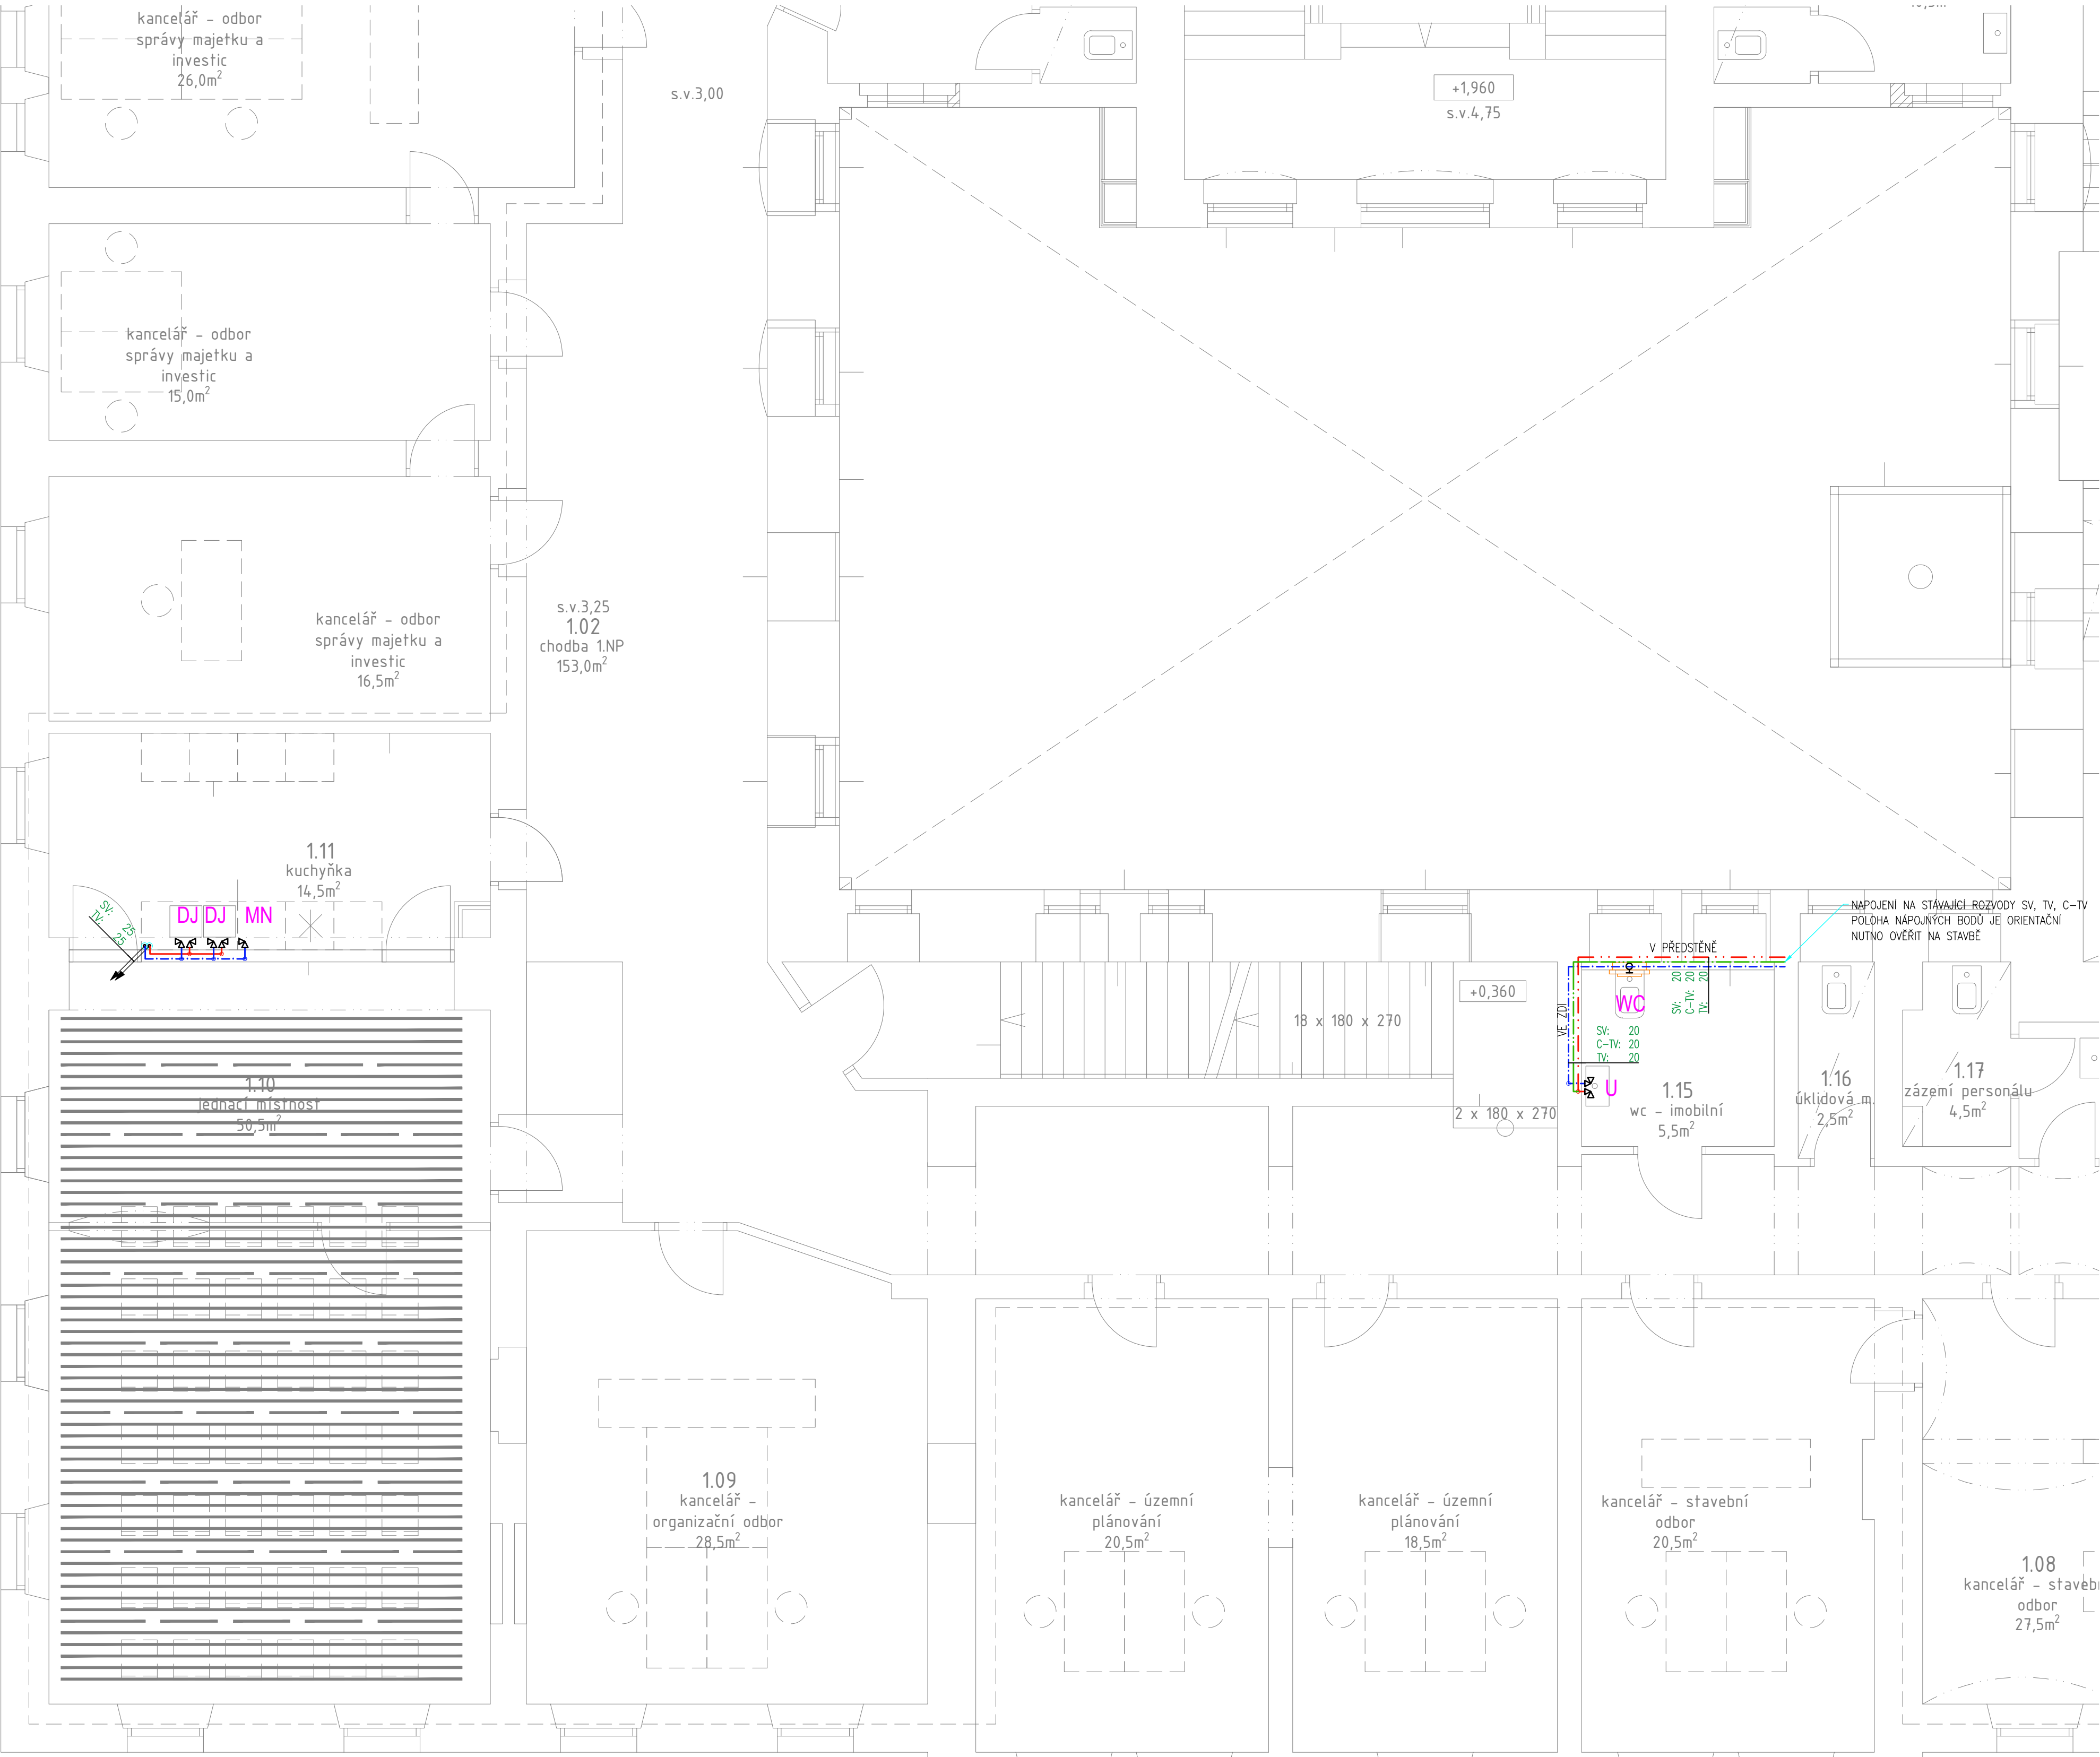 kancelář - odbor
správy majetku a
investic
26,0m²
s.v.3,00
+1,960
s.v.4,75
kancelář - odbor
správy majetku a
investic
15,0m²
kancelář - odbor
správy majetku a
investic
16,5m²
s.v.3,25
1.02
chodba 1.NP
153,0m²
1.11
kuchyňka
14,5m²
SV: 25
TV: 25
DJ DJ MN
NAPOJENÍ NA STÁVAJÍCÍ ROZVODY SV, TV, C-TV
POLOHA NÁPOJNÝCH BODŮ JE ORIENTAČNÍ
NUTNO OVĚŘIT NA STAVBĚ
V PŘEDSTĚNĚ
VE ZDI
+0,360
18 x 180 x 270
2 x 180 x 270
WC
SV: 20
C-TV: 20
TV: 20
SV: 20
C-TV: 20
TV: 20
U
1.15
wc - imobilní
5,5m²
1.16
úklidová m.
2,5m²
1.17
zázemí personálu
4,5m²
1.10
jednací místnost
50,5m²
1.09
kancelář -
organizační odbor
28,5m²
kancelář - územní
plánování
20,5m²
kancelář - územní
plánování
18,5m²
kancelář - stavební
odbor
20,5m²
1.08
kancelář - staveb
odbor
27,5m²